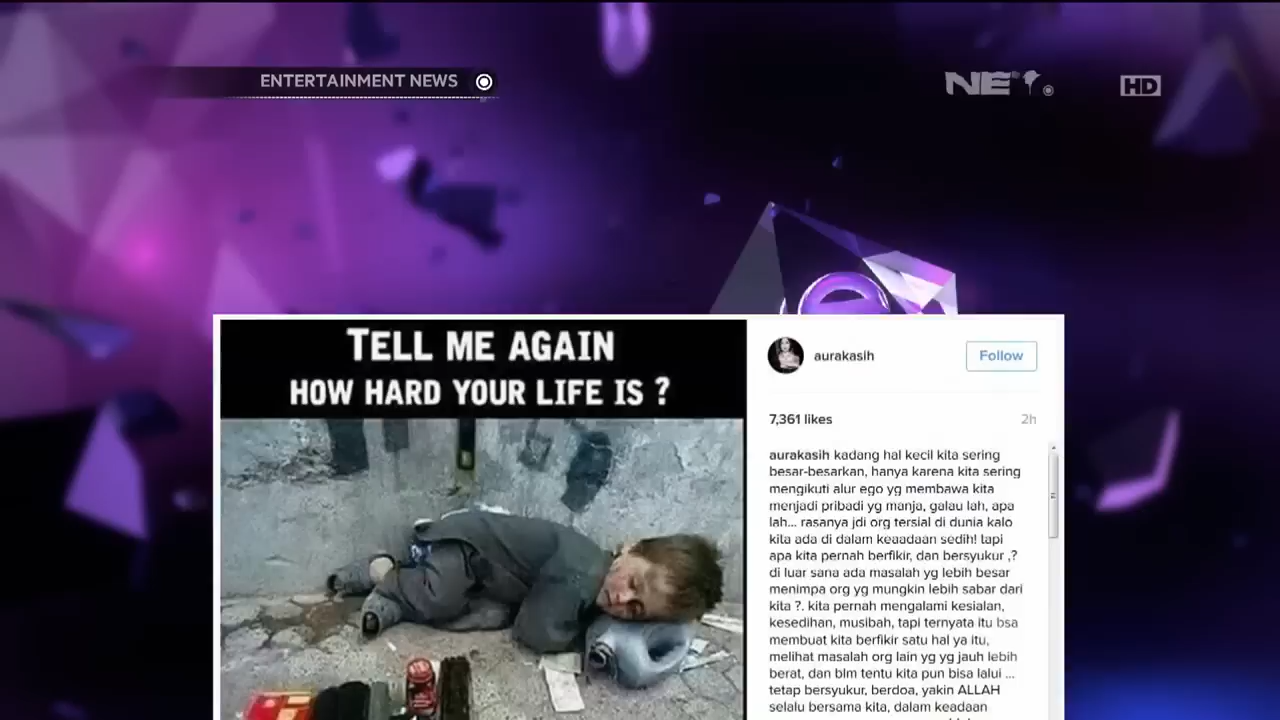 ENTERTAINMENT NEWS
NET.
HD
TELL ME AGAIN
HOW HARD YOUR LIFE IS ?
aurakasih
Follow
7,361 likes
2h
aurakasih kadang hal kecil kita sering
besar-besarkan, hanya karena kita sering
mengikuti alur ego yg membawa kita
menjadi pribadi yg manja, galau lah, apa
lah... rasanya jdi org tersial di dunia kalo
kita ada di dalam keaadaan sedih! tapi
apa kita pernah berfikir, dan bersyukur ,?
di luar sana ada masalah yg lebih besar
menimpa org yg mungkin lebih sabar dari
kita ?. kita pernah mengalami kesialan,
kesedihan, musibah, tapi ternyata itu bsa
membuat kita berfikir satu hal ya itu,
melihat masalah org lain yg yg jauh lebih
berat, dan blm tentu kita pun bisa lalui ...
tetap bersyukur, berdoa, yakin ALLAH
selalu bersama kita, dalam keadaan